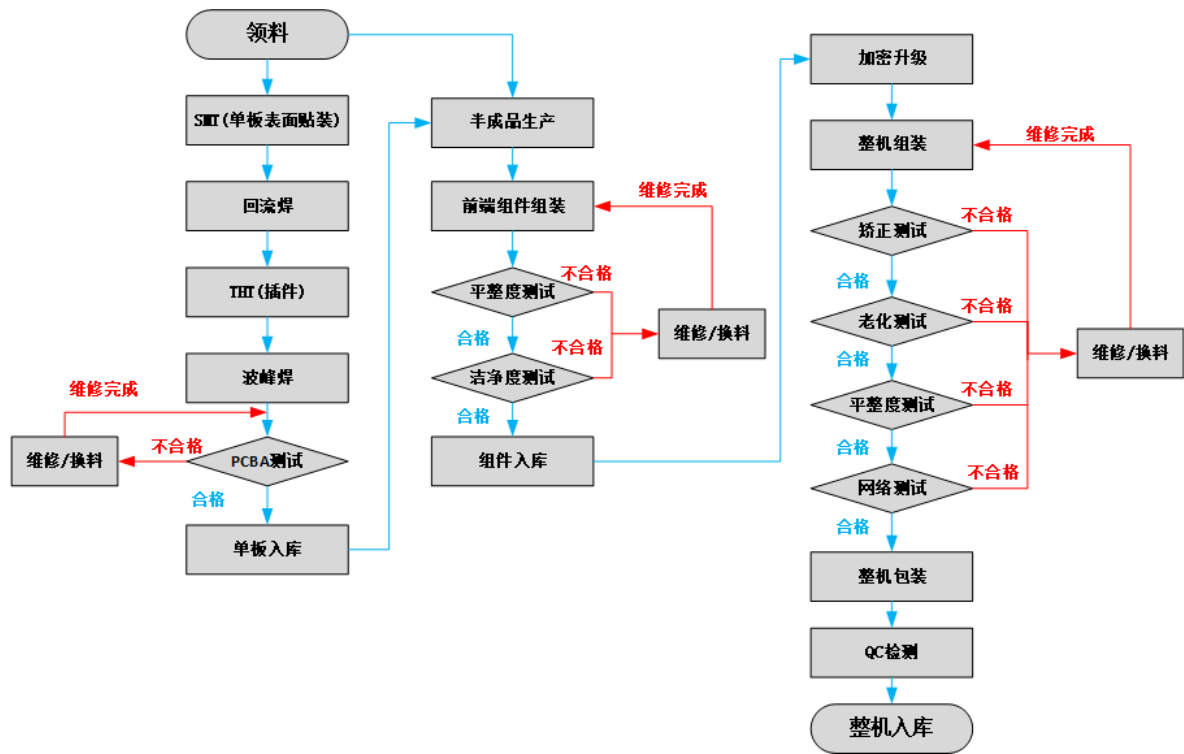 领料
SMT(单板表面贴装)
回流焊
THT(插件)
波峰焊
维修完成
维修/换料
不合格
PCBA测试
合格
单板入库
半成品生产
前端组件组装
维修完成
平整度测试
不合格
合格
不合格
维修/换料
洁净度测试
合格
组件入库
加密升级
整机组装
维修完成
矫正测试
不合格
合格
老化测试
不合格
维修/换料
合格
平整度测试
不合格
合格
网络测试
不合格
合格
整机包装
QC检测
整机入库